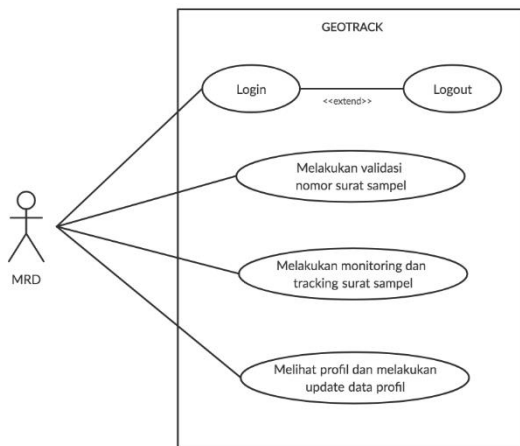 GEOTRACK
Login
<<extend>>
Logout
Melakukan validasi
nomor surat sampel
MRD
Melakukan monitoring dan
tracking surat sampel
Melihat profil dan melakukan
update data profil